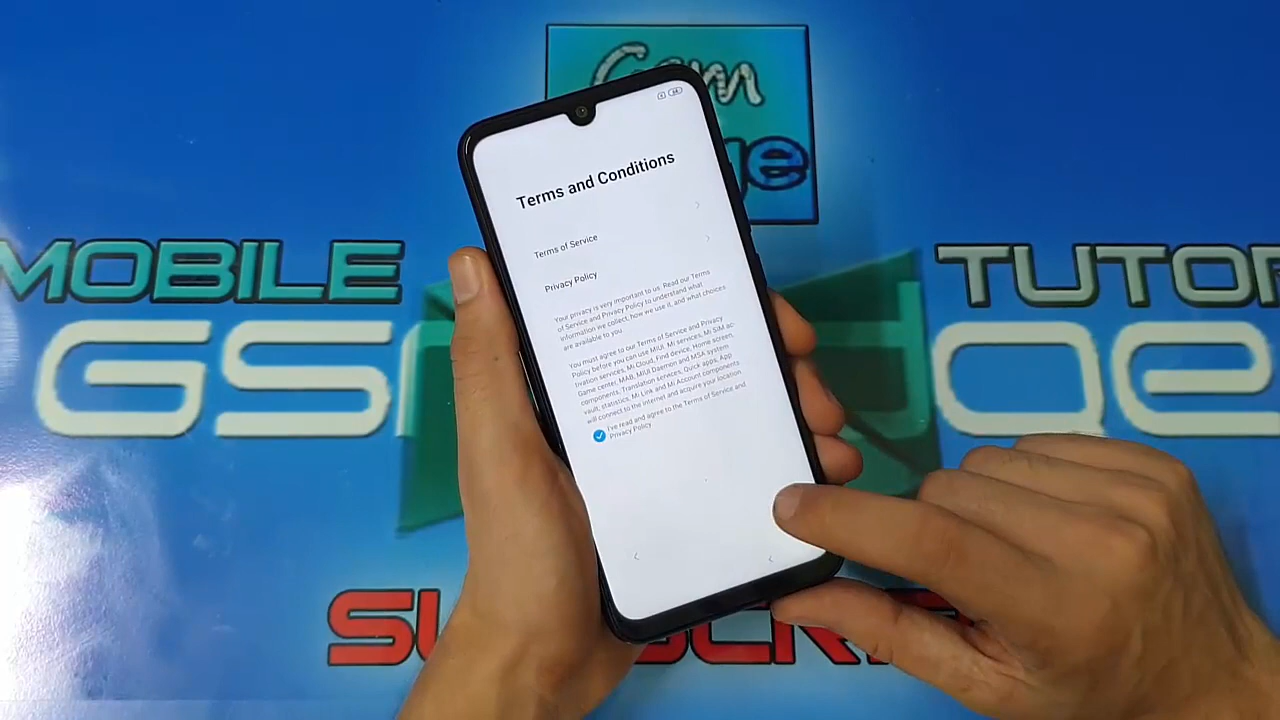 Gsm
ge
MOBILE
TUTOR
GSM
ge
Terms and Conditions
Terms of Service
Privacy Policy
Your privacy is very important to us. Read our Terms
of Service and Privacy Policy to understand what
information we collect, how we use it, and what choices
are available to you.
You must agree to our Terms of Service and Privacy
Policy before you can use MIUI. Mi services, Mi SIM ac-
tivation services, Mi Cloud, Find device, Home screen,
Game center, MAB, MIUI Daemon and MSA system
components, Translation services, Quick apps, App
vault, statistics, Mi Link and Mi Account components
will connect to the internet and acquire your location
I've read and agree to the Terms of Service and
Privacy Policy
SU SCRI